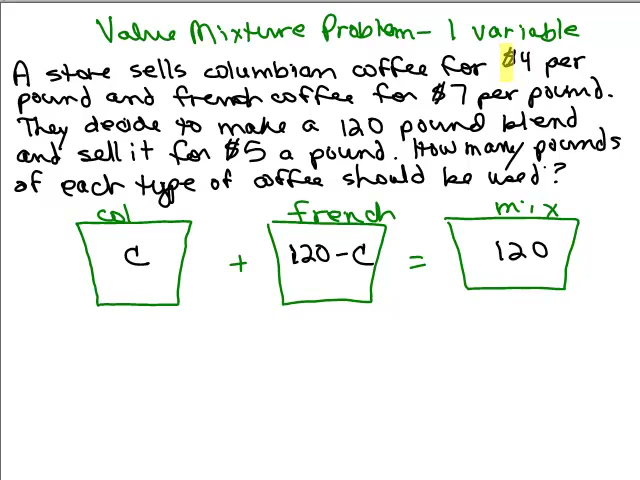 Value Mixture Problem - 1 variable
A store sells columbian coffee for $4 per
pound and french coffee for $7 per pound.
They decide to make a 120 pound blend
and sell it for $5 a pound. How many pounds
of each type of coffee should be used?
col french mix
C + 120 - C = 120